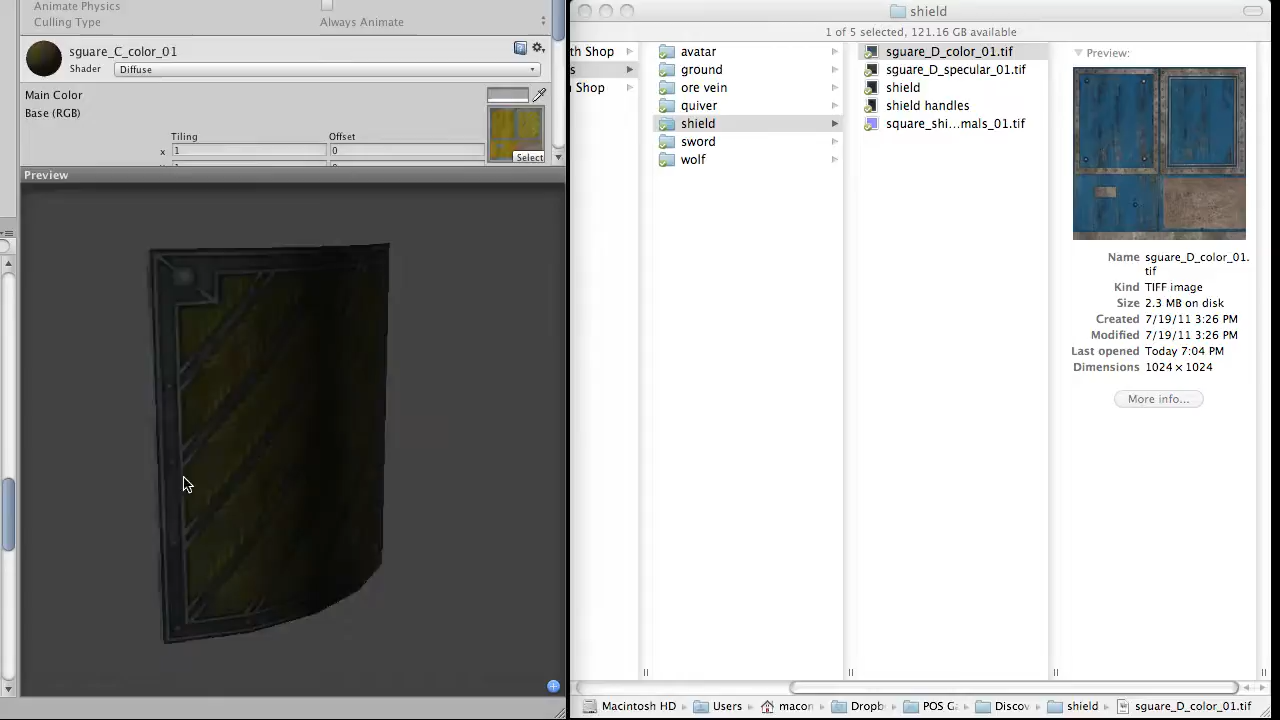 Animate Physics
Culling Type
Always Animate
sguare_C_color_01
Shader
Diffuse
Main Color
Base (RGB)
Tiling
Offset
x
1
0
Select
Preview
shield
1 of 5 selected, 121.16 GB available
th Shop
s
Shop
avatar
ground
ore vein
quiver
shield
sword
wolf
sguare_D_color_01.tif
sguare_D_specular_01.tif
shield
shield handles
square_shi...mals_01.tif
Preview:
Name sguare_D_color_01.
tif
Kind TIFF image
Size 2.3 MB on disk
Created 7/19/11 3:26 PM
Modified 7/19/11 3:26 PM
Last opened Today 7:04 PM
Dimensions 1024 × 1024
More info...
Macintosh HD
Users
macon
Dropb
POS G
Disco
shield
sguare_D_color_01.tif